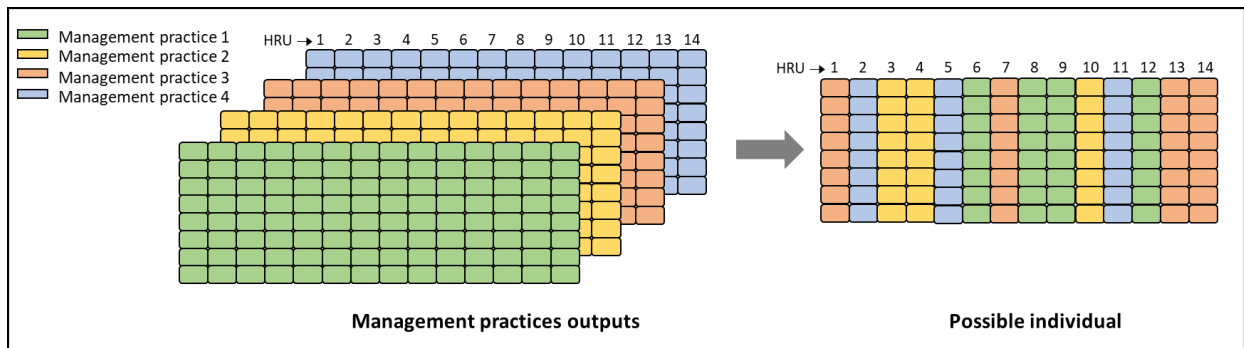 Management practice 1
Management practice 2
Management practice 3
Management practice 4
HRU → 1 2 3 4 5 6 7 8 9 10 11 12 13 14
HRU → 1 2 3 4 5 6 7 8 9 10 11 12 13 14
Management practices outputs
Possible individual